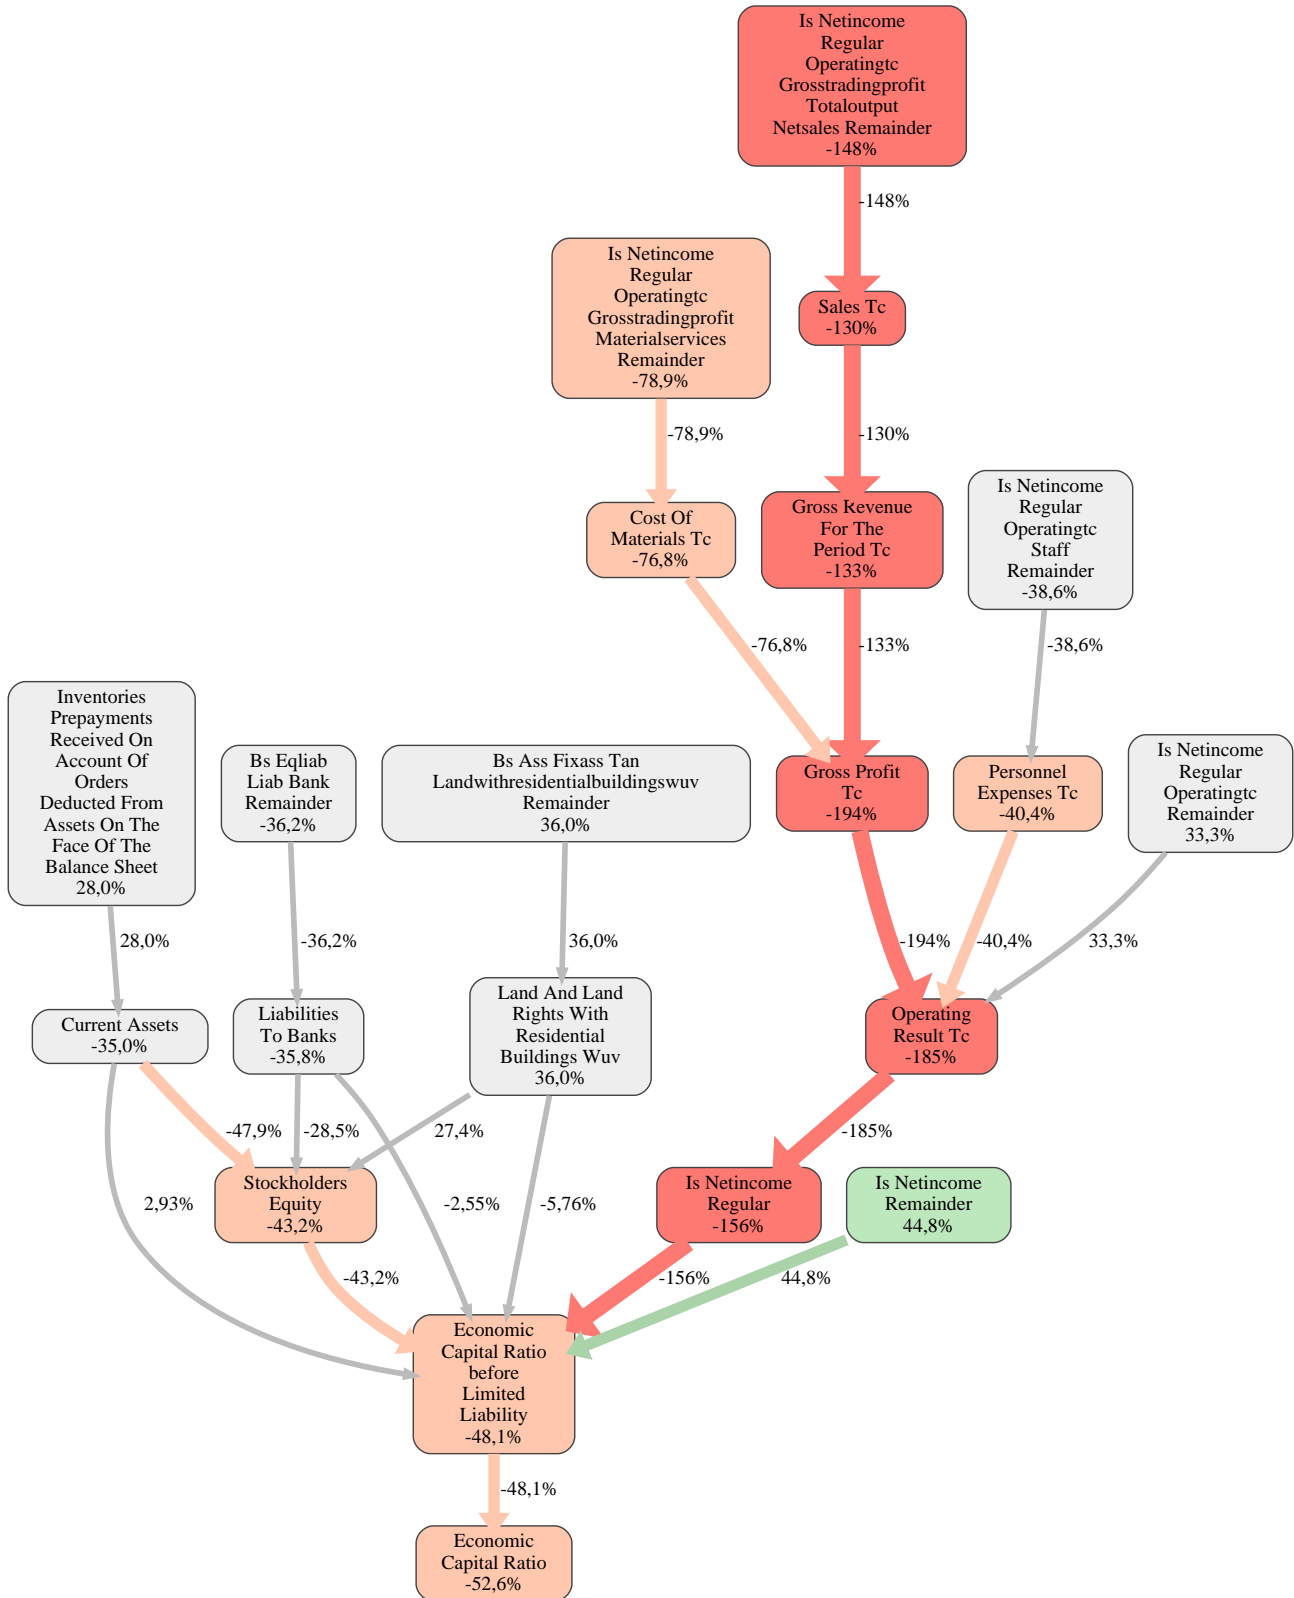 Is Netincome
Regular
Operatingtc
Grosstradingprofit
Totaloutput
Netsales Remainder
-148%
-148%
Is Netincome
Regular
Operatingtc
Grosstradingprofit
Materialservices
Remainder
-78,9%
Sales Tc
-130%
-78,9%
-130%
Is Netincome
Regular
Operatingtc
Staff
Remainder
-38,6%
Cost Of
Materials Tc
-76,8%
Gross Revenue
For The
Period Tc
-133%
-76,8%
-133%
-38,6%
Inventories
Prepayments
Received On
Account Of
Orders
Deducted From
Assets On The
Face Of The
Balance Sheet
28,0%
Bs Eqliab
Liab Bank
Remainder
-36,2%
Bs Ass Fixass Tan
Landwithresidentialbuildingswuv
Remainder
36,0%
Gross Profit
Tc
-194%
Personnel
Expenses Tc
-40,4%
Is Netincome
Regular
Operatingtc
Remainder
33,3%
28,0%
-36,2%
36,0%
-194%
-40,4%
33,3%
Current Assets
-35,0%
Liabilities
To Banks
-35,8%
Land And Land
Rights With
Residential
Buildings Wuv
36,0%
Operating
Result Tc
-185%
-47,9%
-28,5%
27,4%
-185%
2,93%
Stockholders
Equity
-43,2%
-2,55%
-5,76%
Is Netincome
Regular
-156%
Is Netincome
Remainder
44,8%
-43,2%
-156%
44,8%
Economic
Capital Ratio
before
Limited
Liability
-48,1%
-48,1%
Economic
Capital Ratio
-52,6%